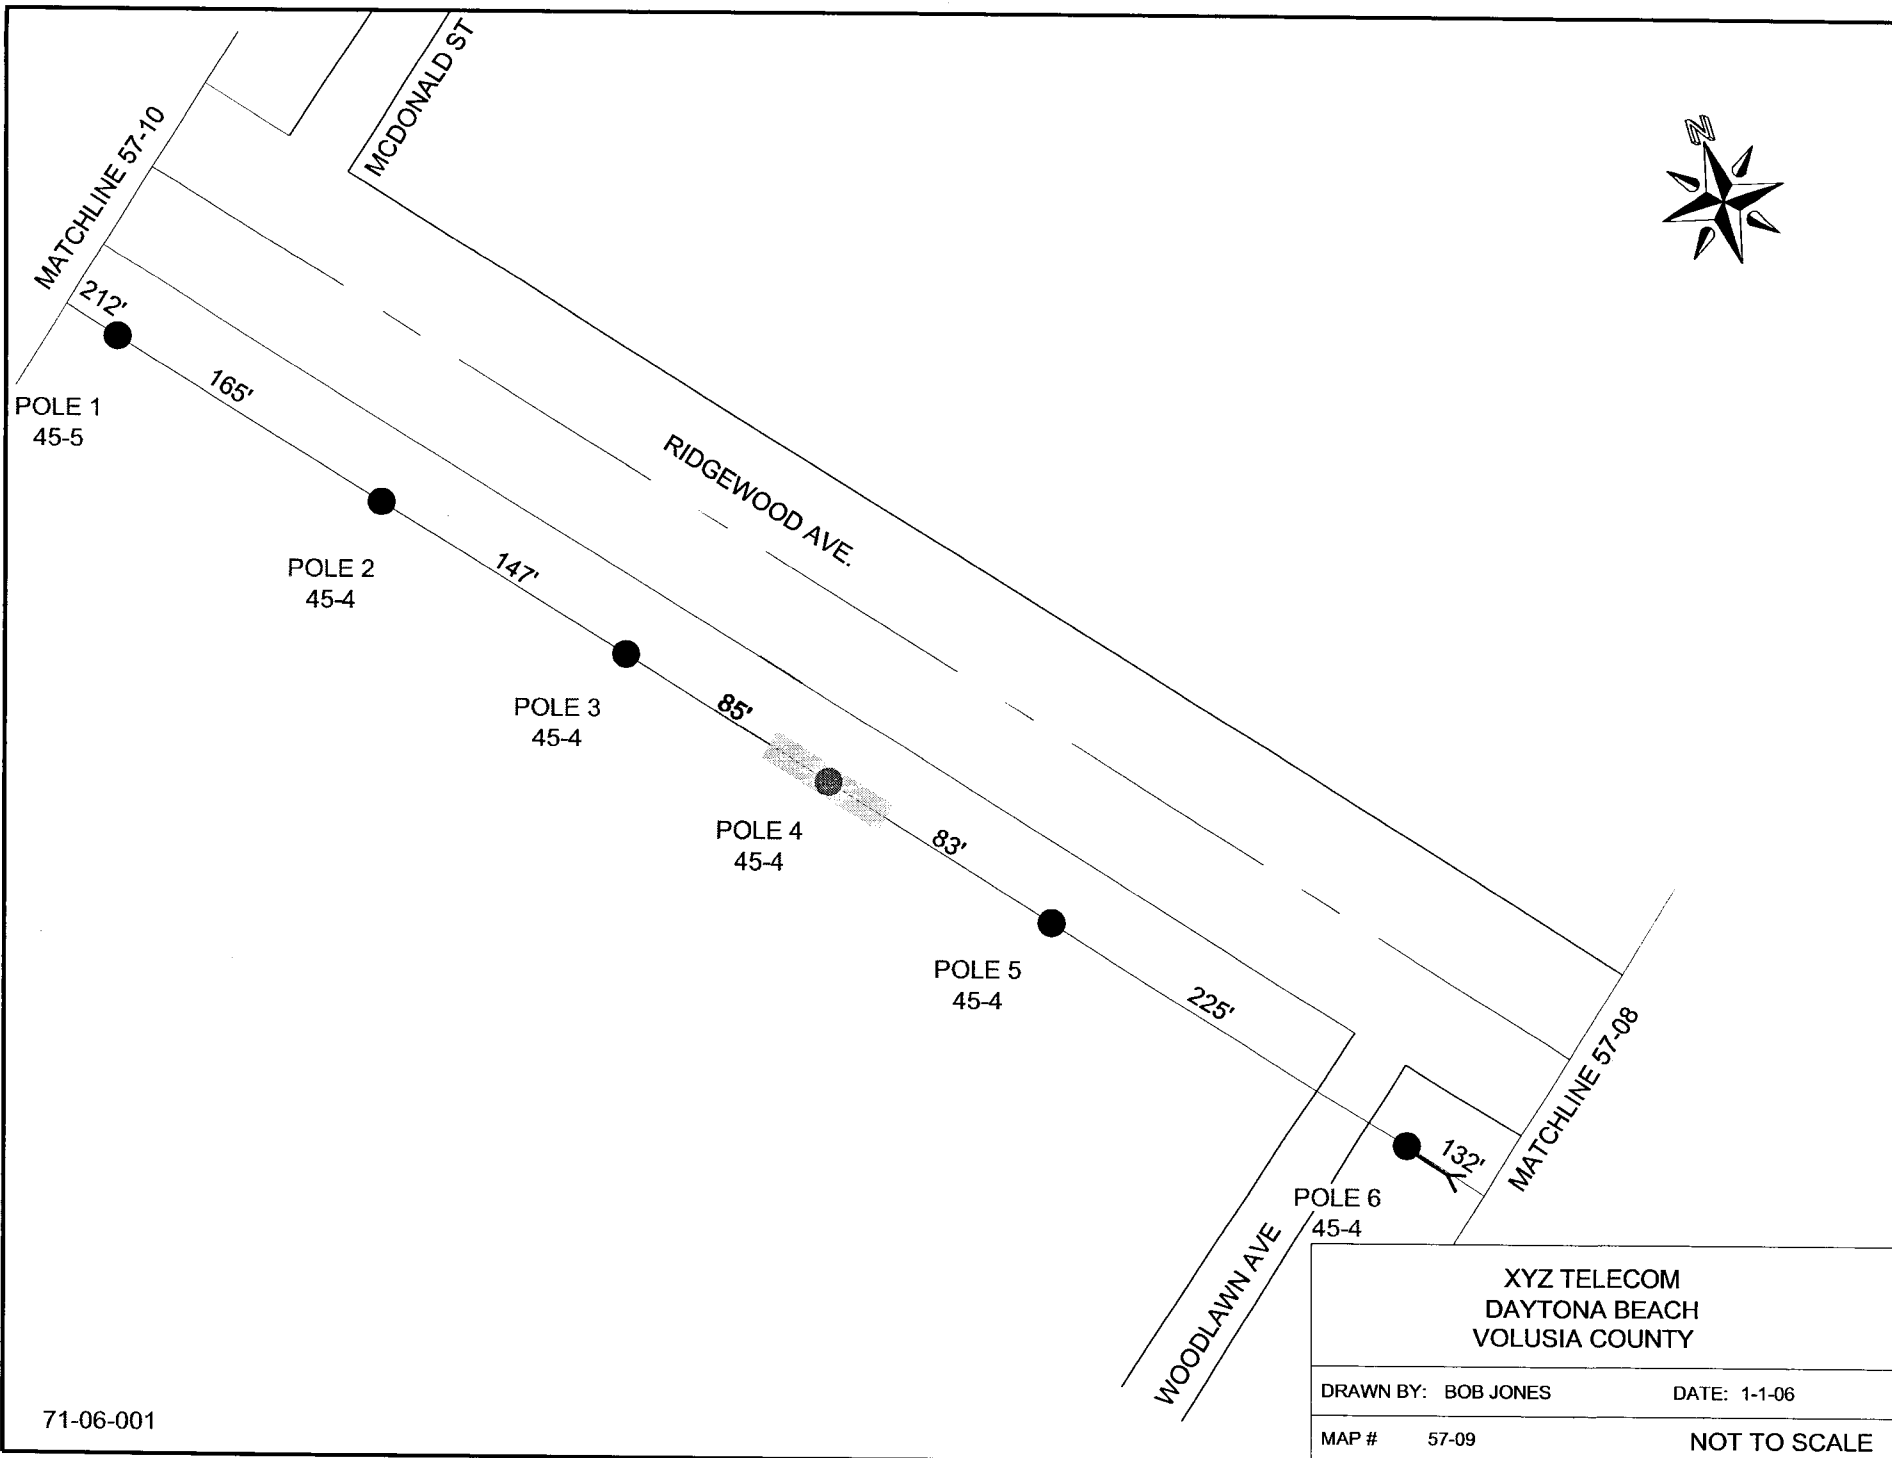 MCDONALD ST
N
MATCHLINE 57-10
212'
165'
POLE 1
45-5
RIDGEWOOD AVE.
147'
POLE 2
45-4
85'
POLE 3
45-4
83'
POLE 4
45-4
POLE 5
45-4
225'
MATCHLINE 57-08
132'
POLE 6
45-4
WOODLAWN AVE
XYZ TELECOM
DAYTONA BEACH
VOLUSIA COUNTY
DRAWN BY: BOB JONES DATE: 1-1-06
MAP # 57-09 NOT TO SCALE
71-06-001